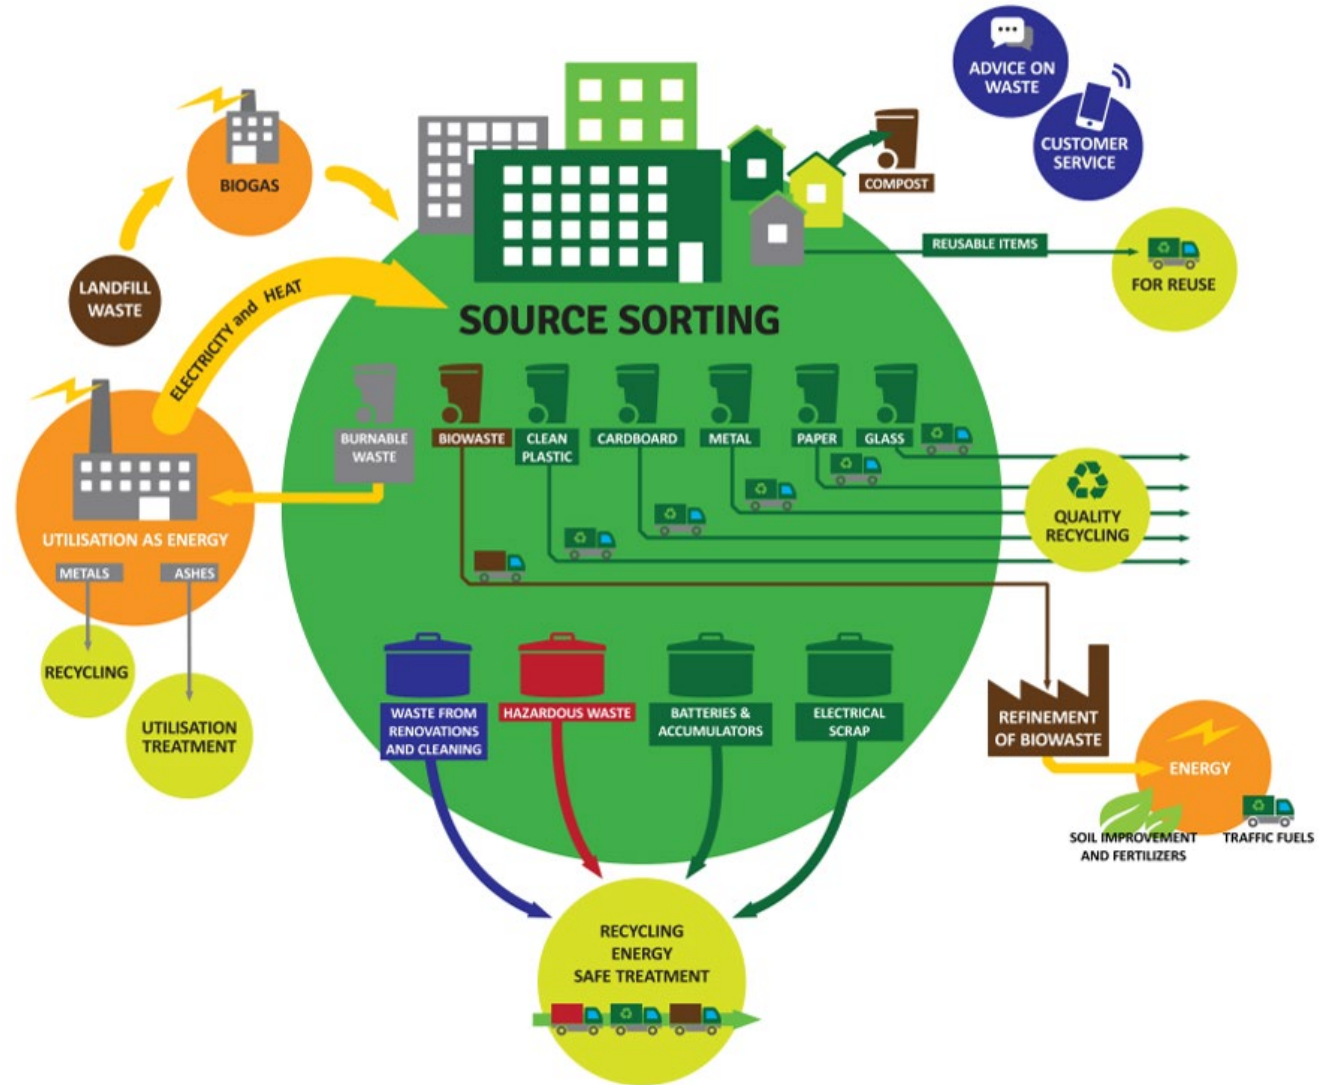 ADVICE ON
WASTE
CUSTOMER
SERVICE
BIOGAS
COMPOST
REUSABLE ITEMS
FOR REUSE
LANDFILL
WASTE
ELECTRICITY and HEAT
SOURCE SORTING
BURNABLE
WASTE
BIOWASTE
CLEAN
PLASTIC
CARDBOARD
METAL
PAPER
GLASS
QUALITY
RECYCLING
UTILISATION AS ENERGY
METALS
ASHES
RECYCLING
UTILISATION
TREATMENT
WASTE FROM
RENOVATIONS
AND CLEANING
HAZARDOUS WASTE
BATTERIES &
ACCUMULATORS
ELECTRICAL
SCRAP
REFINEMENT
OF BIOWASTE
ENERGY
SOIL IMPROVEMENT
AND FERTILIZERS
TRAFFIC FUELS
RECYCLING
ENERGY
SAFE TREATMENT